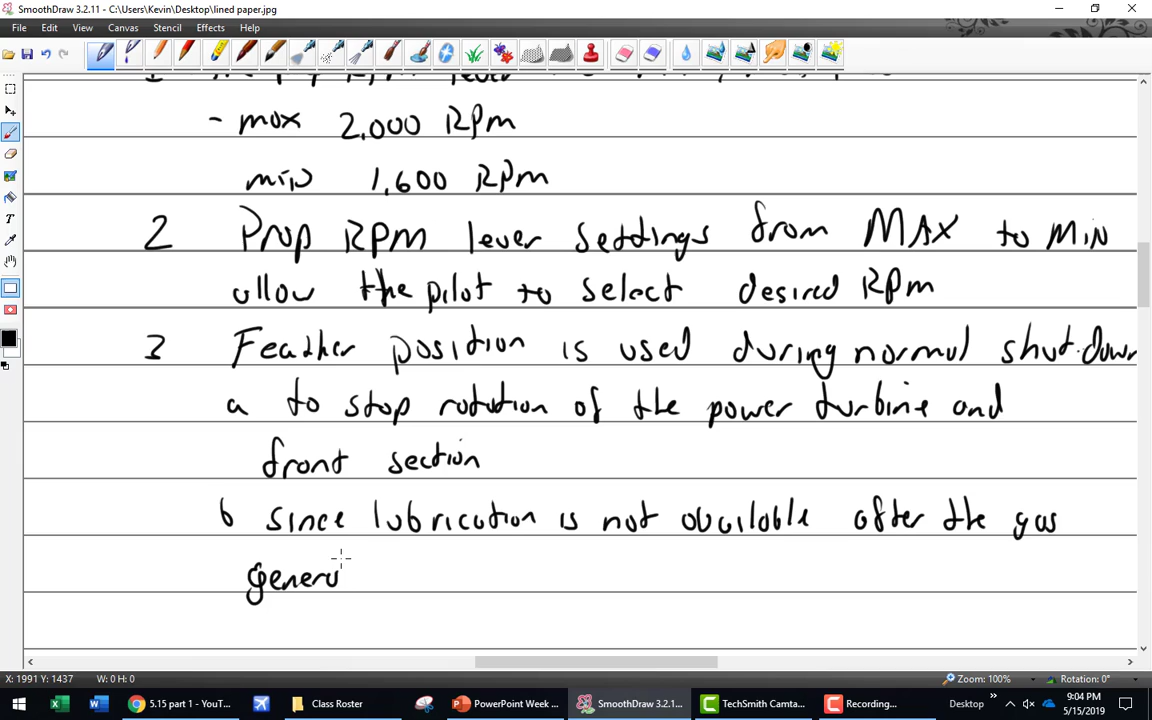 SmoothDraw 3.2.11 - C:\Users\Kevin\Desktop\lined paper.jpg
File Edit View Canvas Stencil Effects Help
- max 2,000 RPM
min 1,600 RPM
2 Prop RPM lever settings from MAX to MIN
allow the pilot to select desired RPM
3 Feather position is used during normal shut down
a to stop rotation of the power turbine and
front section
b since lubrication is not available after the gas
genera
X: 1991 Y: 1437 W: 0 H: 0 Zoom: 100% Rotation: 0°
5.15 part 1 - YouT... Class Roster PowerPoint Week ... SmoothDraw 3.2.1... TechSmith Camta... Recording... Desktop 9:04 PM
5/15/2019